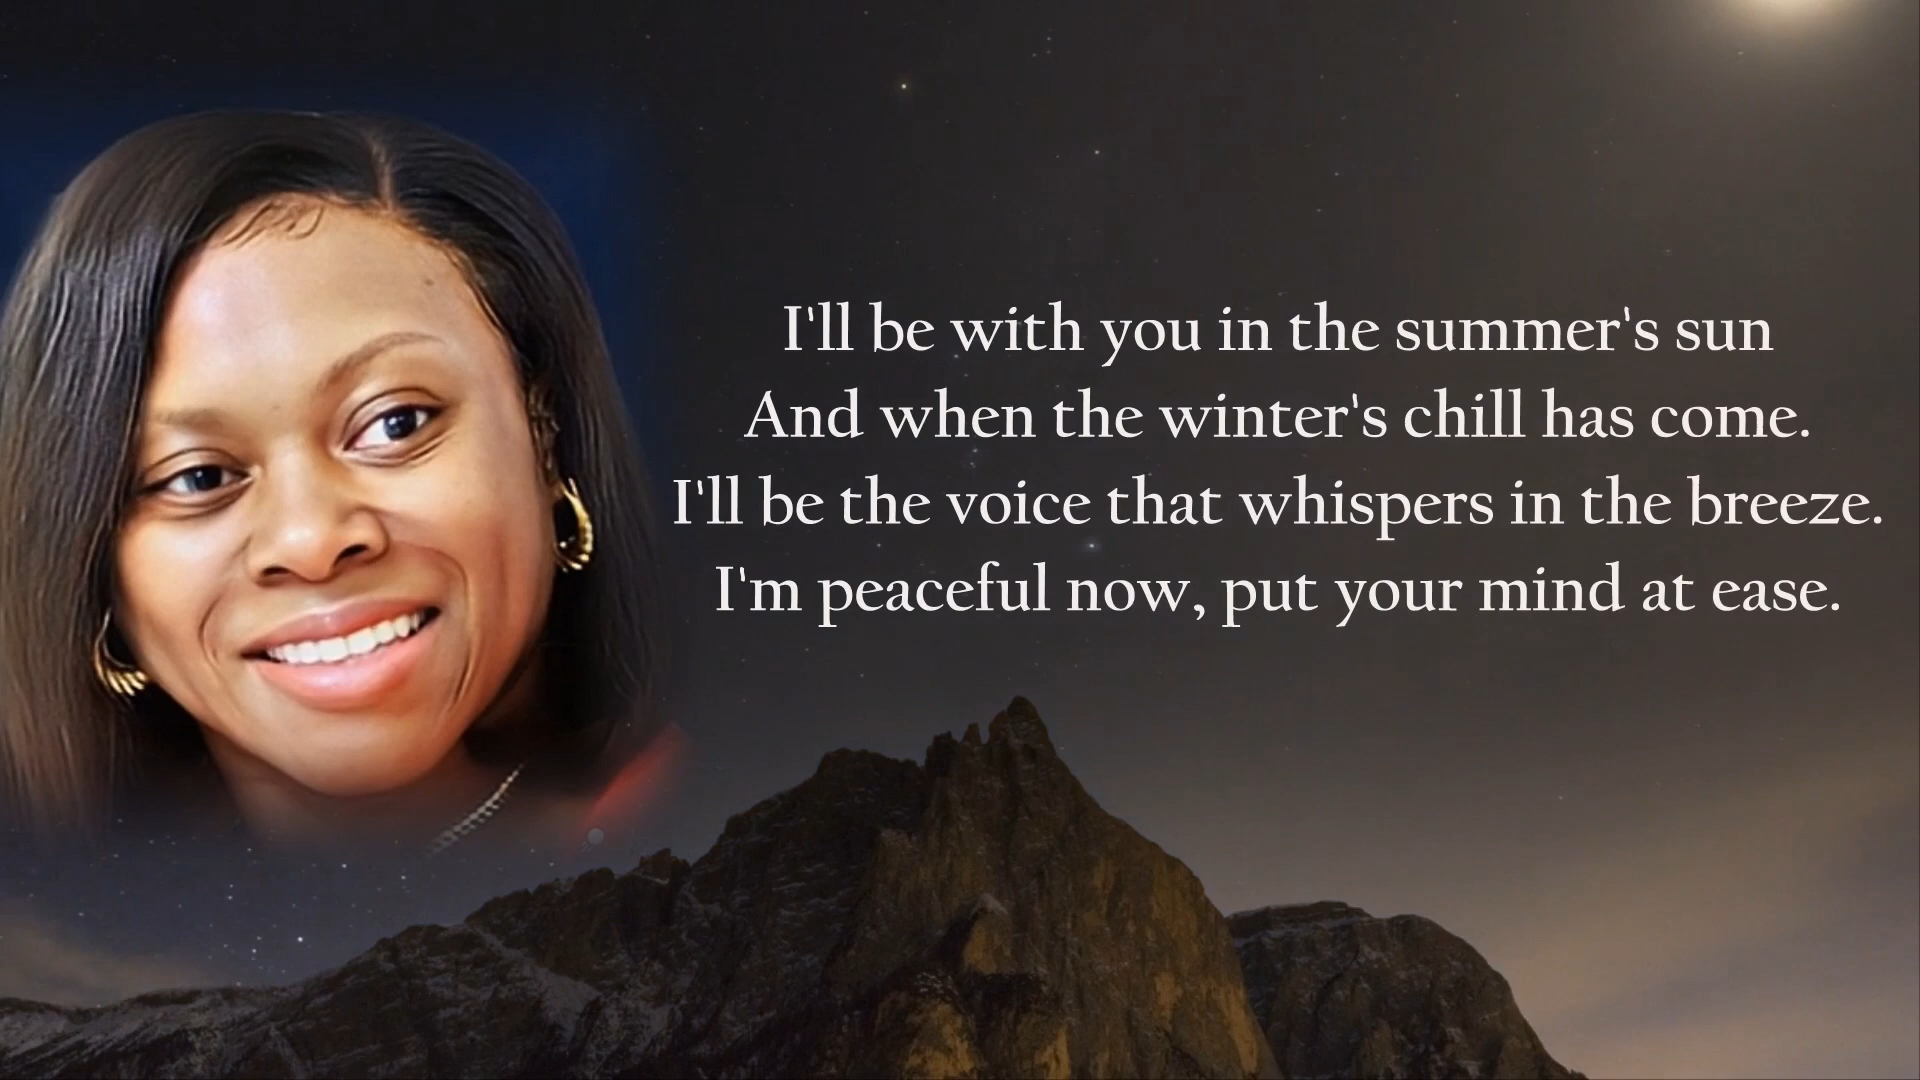 I'll be with you in the summer's sun
And when the winter's chill has come.
I'll be the voice that whispers in the breeze.
I'm peaceful now, put your mind at ease.